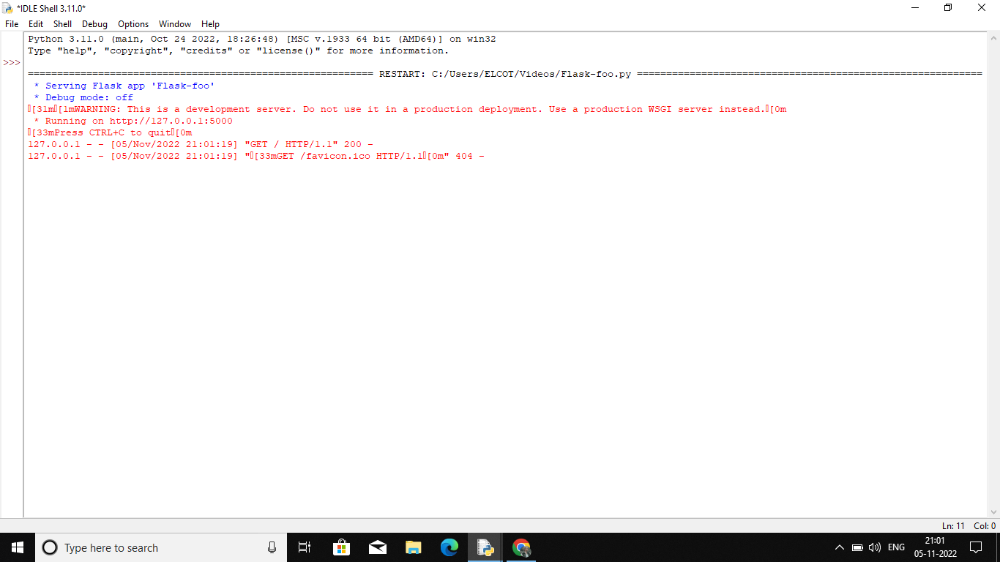 *IDLE Shell 3.11.0*
File Edit Shell Debug Options Window Help
Python 3.11.0 (main, Oct 24 2022, 18:26:48) [MSC v.1933 64 bit (AMD64)] on win32
Type "help", "copyright", "credits" or "license()" for more information.
>>>
=========================================================== RESTART: C:/Users/ELCOT/Videos/Flask-foo.py ===========================================================
* Serving Flask app 'Flask-foo'
* Debug mode: off
[31m[1mWARNING: This is a development server. Do not use it in a production deployment. Use a production WSGI server instead.[0m
* Running on http://127.0.0.1:5000
[33mPress CTRL+C to quit[0m
127.0.0.1 - - [05/Nov/2022 21:01:19] "GET / HTTP/1.1" 200 -
127.0.0.1 - - [05/Nov/2022 21:01:19] "[33mGET /favicon.ico HTTP/1.1[0m" 404 -
Ln: 11 Col: 0
Type here to search
ENG
21:01
05-11-2022